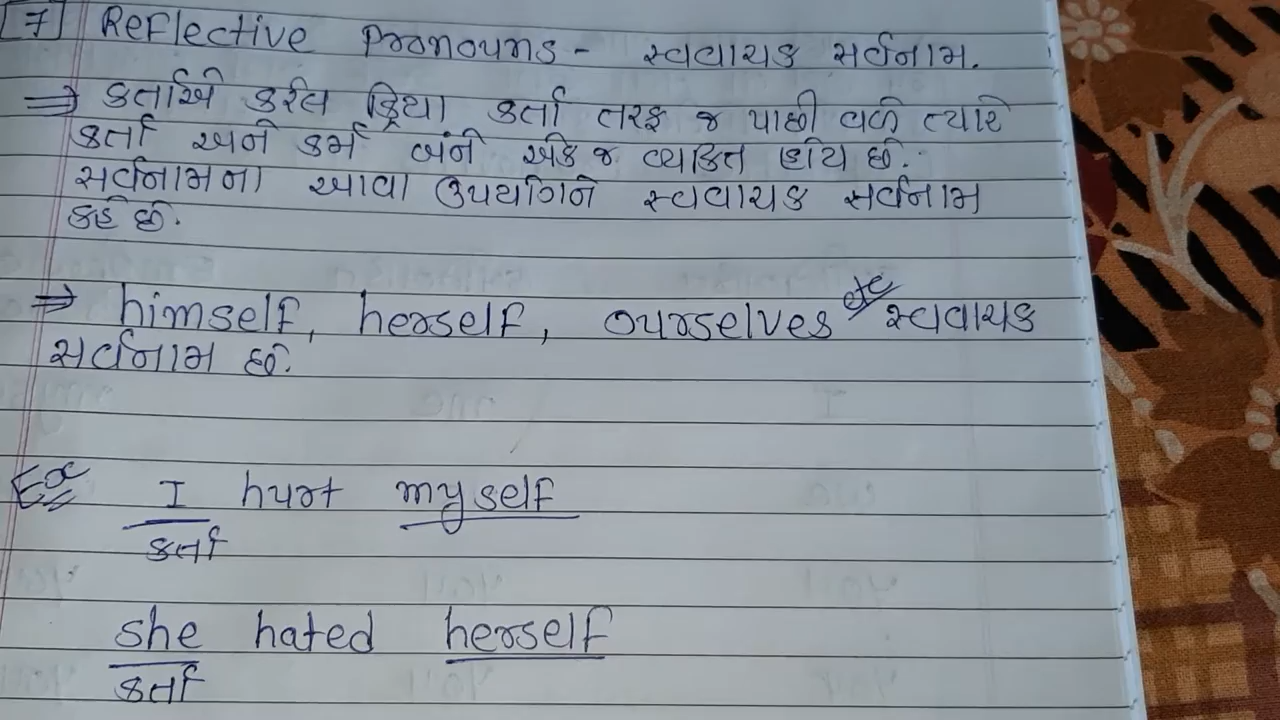 7 Reflective Pronouns - સ્વવાચક સર્વનામ.
⇒ કર્તાએ કરેલ ક્રિયા કર્તા તરફ જ પાછી વળે ત્યારે
કર્તા અને કર્મ બંને એક જ વ્યકિત હોય છે.
સર્વનામના આવા ઉપયોગને સ્વવાચક સર્વનામ
કહે છે.
⇒ himself, herself, ourselves etc સ્વવાચક
સર્વનામ છે.
Ex I hurt myself
કર્તા
she hated herself
કર્તા